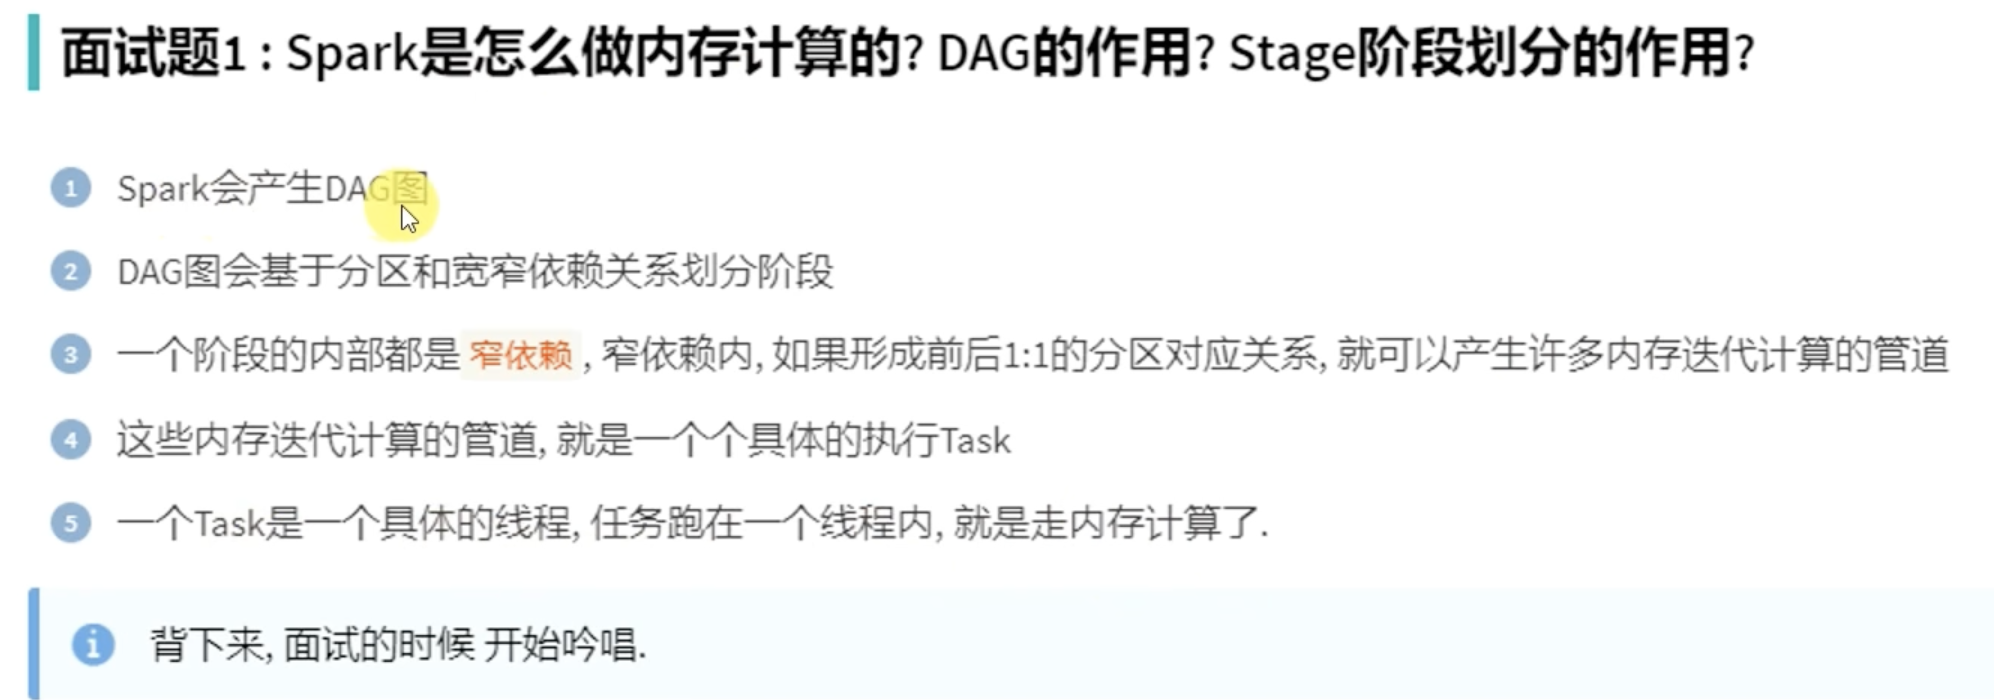 面试题1 : Spark是怎么做内存计算的? DAG的作用? Stage阶段划分的作用?
1 Spark会产生DAG图
2 DAG图会基于分区和宽窄依赖关系划分阶段
3 一个阶段的内部都是 窄依赖 , 窄依赖内, 如果形成前后1:1的分区对应关系, 就可以产生许多内存迭代计算的管道
4 这些内存迭代计算的管道, 就是一个个具体的执行Task
5 一个Task是一个具体的线程, 任务跑在一个线程内, 就是走内存计算了.
i 背下来, 面试的时候 开始吟唱.